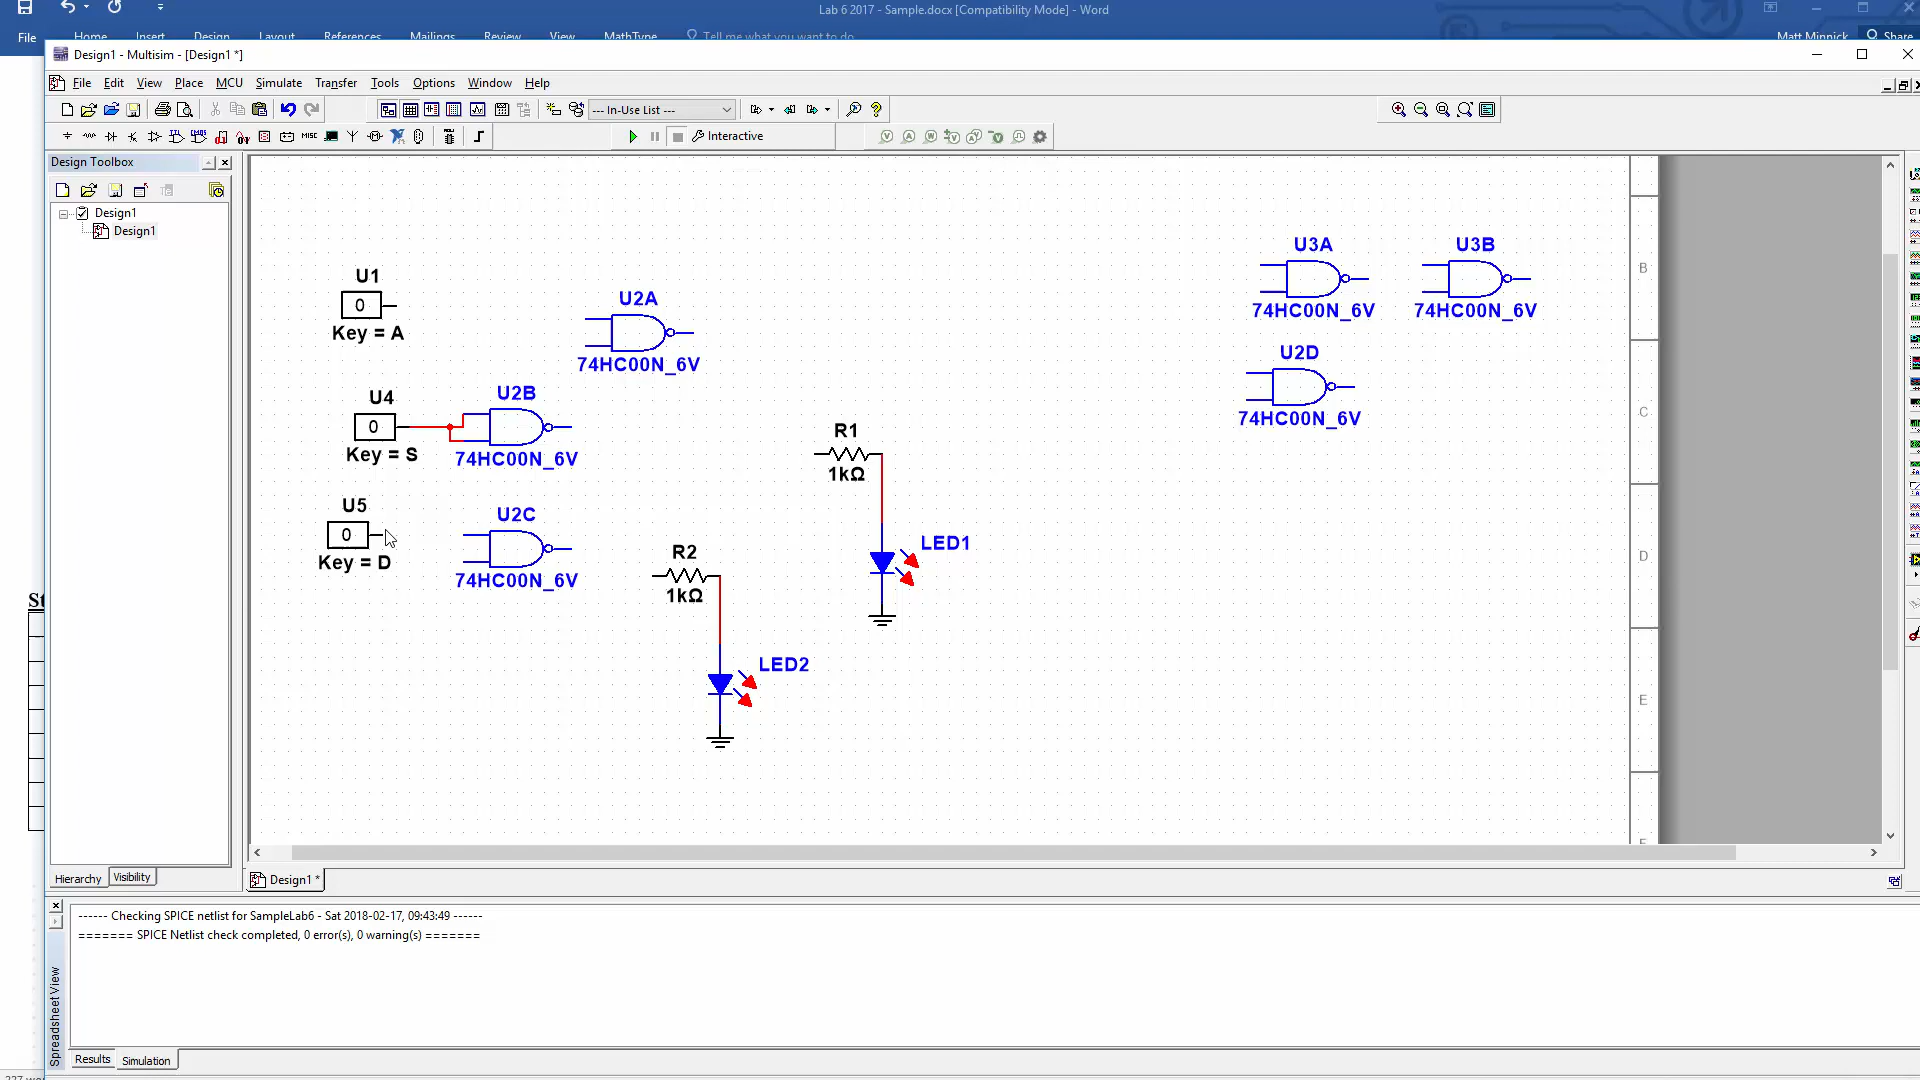 Lab 6 2017 - Sample.docx [Compatibility Mode] - Word
File Home Insert Design Layout References Mailings Review View MathType Tell me what you want to do Matt Minnick Share
Design1 - Multisim - [Design1 *]
File Edit View Place MCU Simulate Transfer Tools Options Window Help
--- In-Use List ---
MISC Interactive
Design Toolbox
Design1
Design1
U1
0
Key = A
U2A
74HC00N_6V
U3A
74HC00N_6V
U3B
74HC00N_6V
U2D
74HC00N_6V
U4
0
Key = S
U2B
74HC00N_6V
R1
1kΩ
U5
0
Key = D
U2C
74HC00N_6V
R2
1kΩ
LED1
LED2
B
C
D
E
Hierarchy Visibility
Design1 *
------ Checking SPICE netlist for SampleLab6 - Sat 2018-02-17, 09:43:49 ------
======= SPICE Netlist check completed, 0 error(s), 0 warning(s) =======
Spreadsheet View
Results Simulation